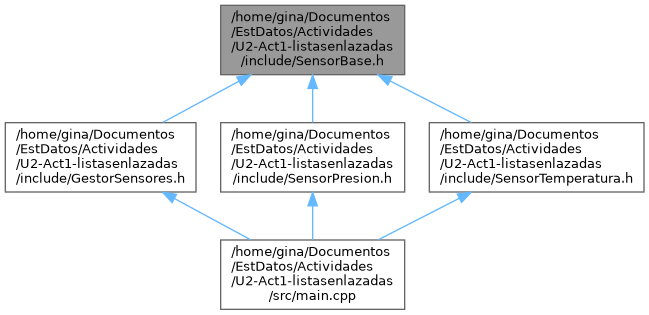 /home/gina/Documentos
/EstDatos/Actividades
/U2-Act1-listasenlazadas
/include/SensorBase.h
/home/gina/Documentos
/EstDatos/Actividades
/U2-Act1-listasenlazadas
/include/GestorSensores.h
/home/gina/Documentos
/EstDatos/Actividades
/U2-Act1-listasenlazadas
/include/SensorPresion.h
/home/gina/Documentos
/EstDatos/Actividades
/U2-Act1-listasenlazadas
/include/SensorTemperatura.h
/home/gina/Documentos
/EstDatos/Actividades
/U2-Act1-listasenlazadas
/src/main.cpp